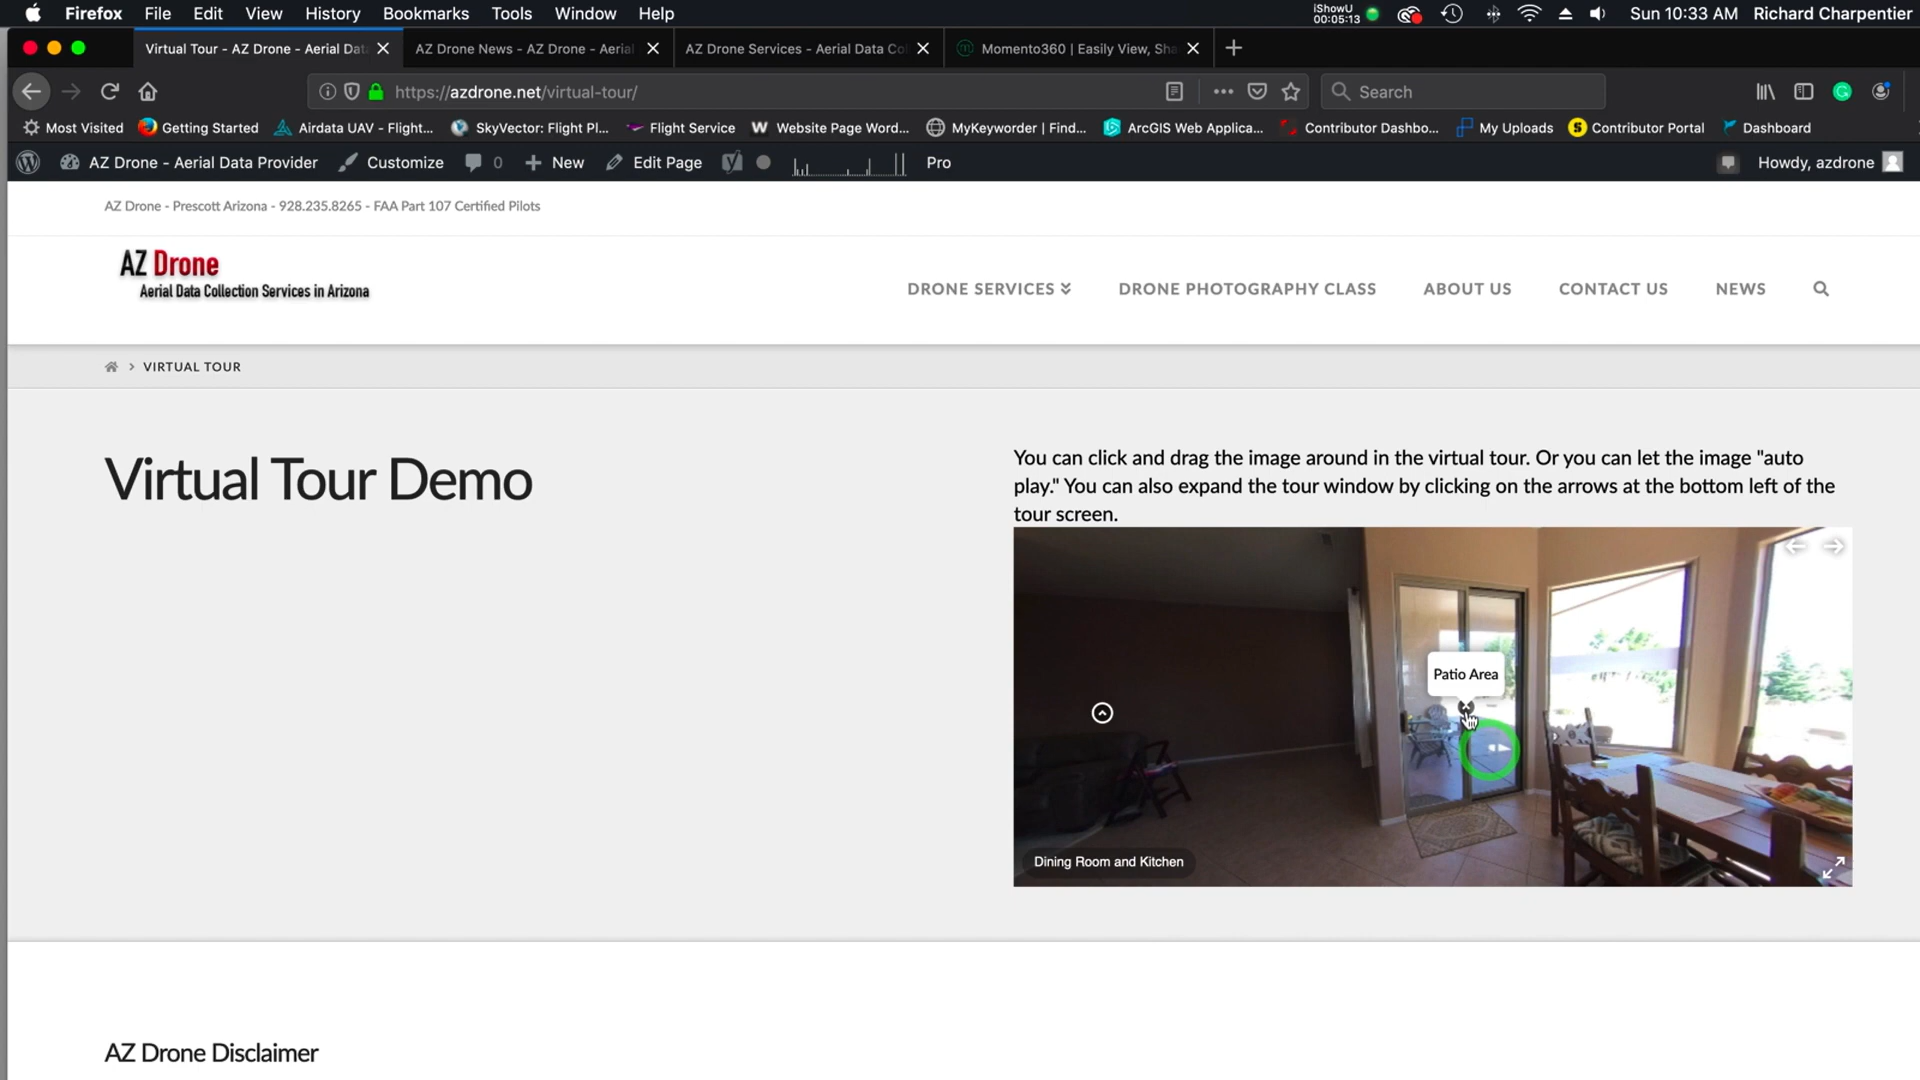 Firefox File Edit View History Bookmarks Tools Window Help
iShowU
00:05:13
Sun 10:33 AM Richard Charpentier
Virtual Tour - AZ Drone - Aerial Dat
AZ Drone News - AZ Drone - Aerial
AZ Drone Services - Aerial Data Co
Momento360 | Easily View, Sha
https://azdrone.net/virtual-tour/
Search
Most Visited Getting Started Airdata UAV - Flight... SkyVector: Flight Pl... Flight Service Website Page Word... MyKeyworder | Find... ArcGIS Web Applica... Contributor Dashbo... My Uploads Contributor Portal Dashboard
AZ Drone - Aerial Data Provider Customize 0 New Edit Page Pro Howdy, azdrone
AZ Drone - Prescott Arizona - 928.235.8265 - FAA Part 107 Certified Pilots
AZ Drone
Aerial Data Collection Services in Arizona
DRONE SERVICES DRONE PHOTOGRAPHY CLASS ABOUT US CONTACT US NEWS
VIRTUAL TOUR
Virtual Tour Demo
You can click and drag the image around in the virtual tour. Or you can let the image "auto
play." You can also expand the tour window by clicking on the arrows at the bottom left of the
tour screen.
Patio Area
Dining Room and Kitchen
AZ Drone Disclaimer